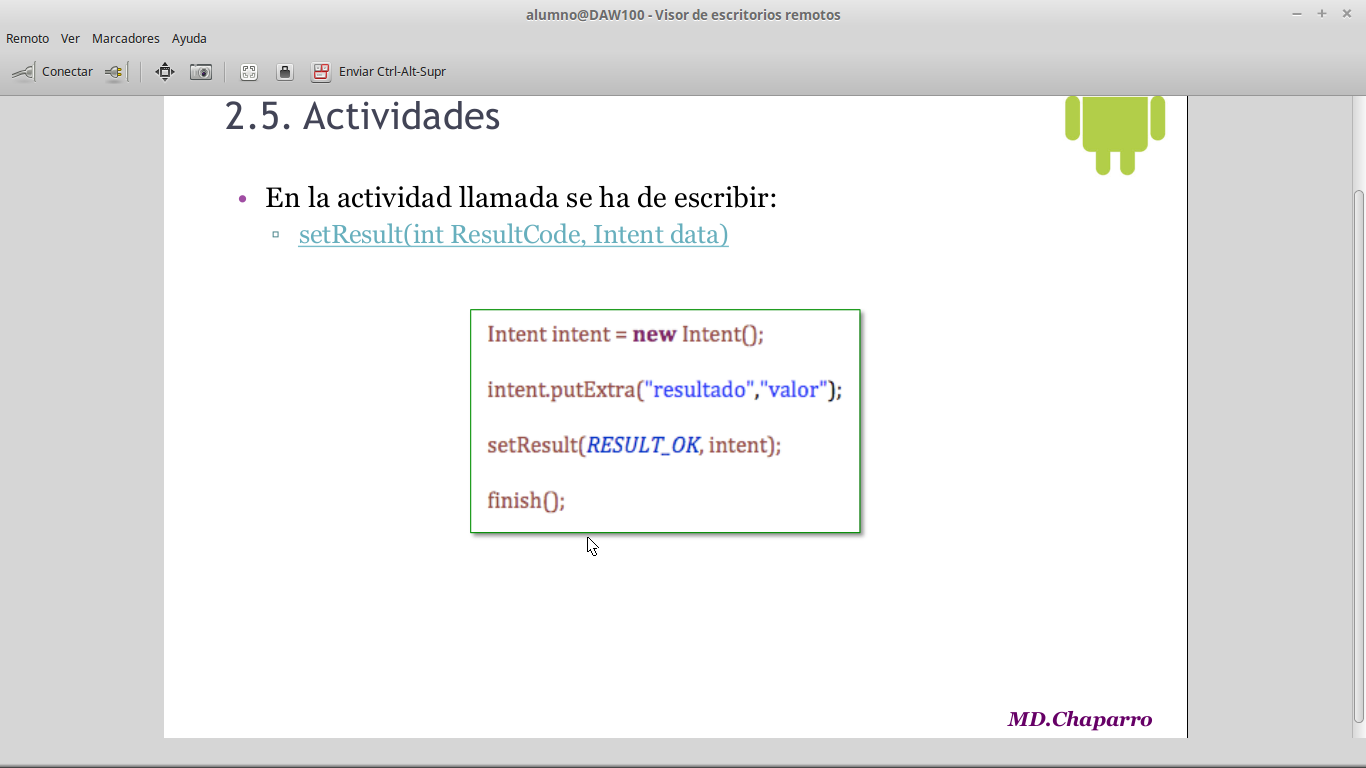 alumno@DAW100 - Visor de escritorios remotos
Remoto Ver Marcadores Ayuda
Conectar Enviar Ctrl-Alt-Supr
2.5. Actividades
• En la actividad llamada se ha de escribir:
▫ setResult(int ResultCode, Intent data)
Intent intent = new Intent();
intent.putExtra("resultado","valor");
setResult(RESULT_OK, intent);
finish();
MD.Chaparro